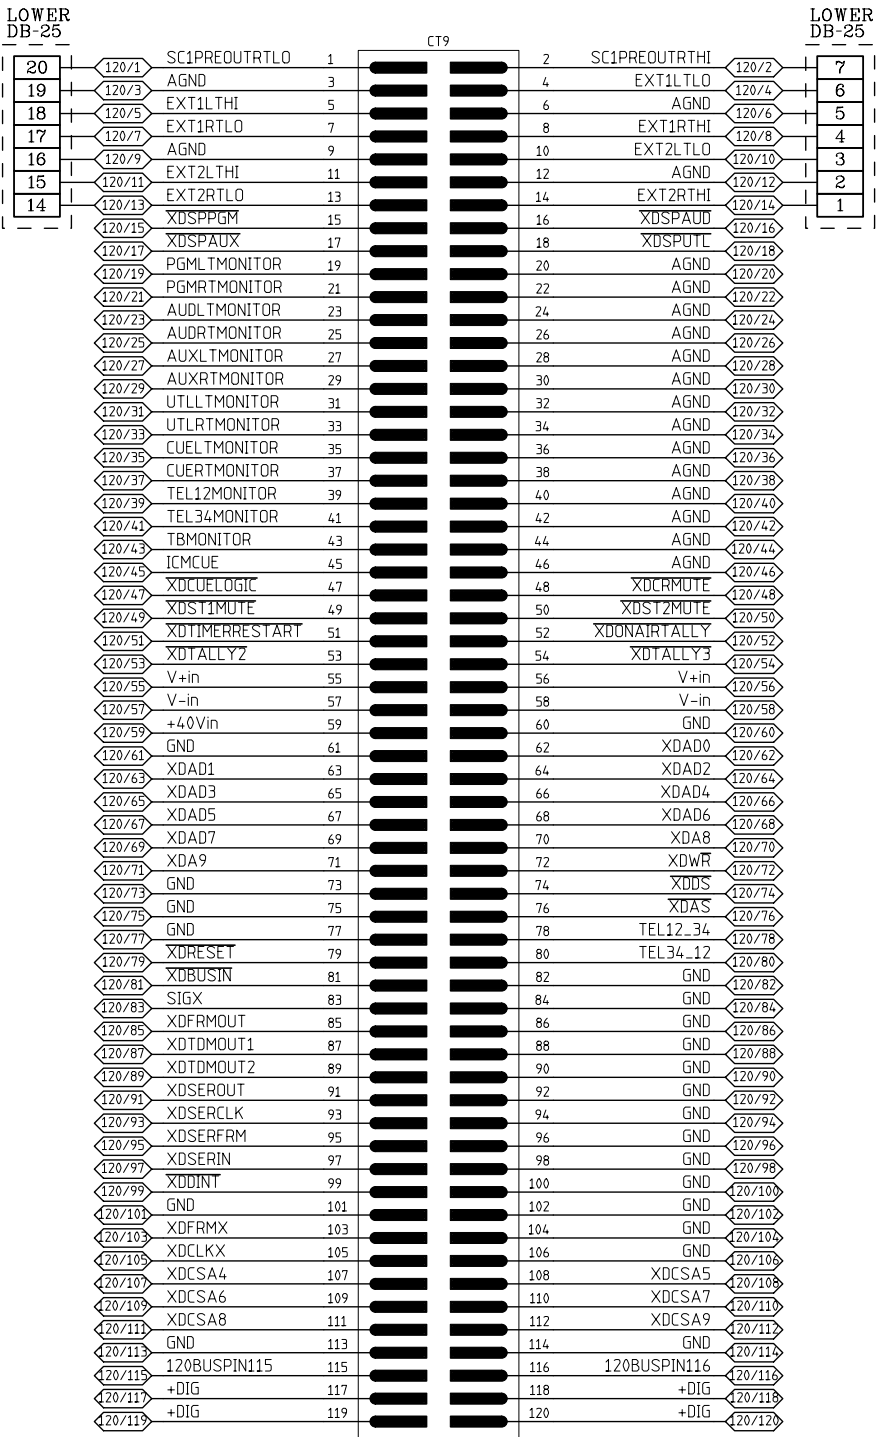 LOWER LOWER
DB-25 DB-25
CT9
20 120/1 SC1PREOUTRTLO 1 2 SC1PREOUTRTHI 120/2 7
19 120/3 AGND 3 4 EXT1LTLO 120/4 6
18 120/5 EXT1LTHI 5 6 AGND 120/6 5
17 120/7 EXT1RTLO 7 8 EXT1RTHI 120/8 4
16 120/9 AGND 9 10 EXT2LTLO 120/10 3
15 120/11 EXT2LTHI 11 12 AGND 120/12 2
14 120/13 EXT2RTLO 13 14 EXT2RTHI 120/14 1
120/15 XDSPPGM 15 16 XDSPAUD 120/16
120/17 XDSPAUX 17 18 XDSPUTL 120/18
120/19 PGMLTMONITOR 19 20 AGND 120/20
120/21 PGMRTMONITOR 21 22 AGND 120/22
120/23 AUDLTMONITOR 23 24 AGND 120/24
120/25 AUDRTMONITOR 25 26 AGND 120/26
120/27 AUXLTMONITOR 27 28 AGND 120/28
120/29 AUXRTMONITOR 29 30 AGND 120/30
120/31 UTLLTMONITOR 31 32 AGND 120/32
120/33 UTLRTMONITOR 33 34 AGND 120/34
120/35 CUELTMONITOR 35 36 AGND 120/36
120/37 CUERTMONITOR 37 38 AGND 120/38
120/39 TEL12MONITOR 39 40 AGND 120/40
120/41 TEL34MONITOR 41 42 AGND 120/42
120/43 TBMONITOR 43 44 AGND 120/44
120/45 ICMCUE 45 46 AGND 120/46
120/47 XDCUELOGIC 47 48 XDCRMUTE 120/48
120/49 XDST1MUTE 49 50 XDST2MUTE 120/50
120/51 XDTIMERRESTART 51 52 XDONAIRTALLY 120/52
120/53 XDTALLY2 53 54 XDTALLY3 120/54
120/55 V+in 55 56 V+in 120/56
120/57 V-in 57 58 V-in 120/58
120/59 +40Vin 59 60 GND 120/60
120/61 GND 61 62 XDAD0 120/62
120/63 XDAD1 63 64 XDAD2 120/64
120/65 XDAD3 65 66 XDAD4 120/66
120/67 XDAD5 67 68 XDAD6 120/68
120/69 XDAD7 69 70 XDA8 120/70
120/71 XDA9 71 72 XDWR 120/72
120/73 GND 73 74 XDDS 120/74
120/75 GND 75 76 XDAS 120/76
120/77 GND 77 78 TEL12_34 120/78
120/79 XDRESET 79 80 TEL34_12 120/80
120/81 XDBUSIN 81 82 GND 120/82
120/83 SIGX 83 84 GND 120/84
120/85 XDFRMOUT 85 86 GND 120/86
120/87 XDTDMOUT1 87 88 GND 120/88
120/89 XDTDMOUT2 89 90 GND 120/90
120/91 XDSEROUT 91 92 GND 120/92
120/93 XDSERCLK 93 94 GND 120/94
120/95 XDSERFRM 95 96 GND 120/96
120/97 XDSERIN 97 98 GND 120/98
120/99 XDDINT 99 100 GND 120/100
120/101 GND 101 102 GND 120/102
120/103 XDFRMX 103 104 GND 120/104
120/105 XDCLKX 105 106 GND 120/106
120/107 XDCSA4 107 108 XDCSA5 120/108
120/109 XDCSA6 109 110 XDCSA7 120/110
120/111 XDCSA8 111 112 XDCSA9 120/112
120/113 GND 113 114 GND 120/114
120/115 120BUSPIN115 115 116 120BUSPIN116 120/116
120/117 +DIG 117 118 +DIG 120/118
120/119 +DIG 119 120 +DIG 120/120